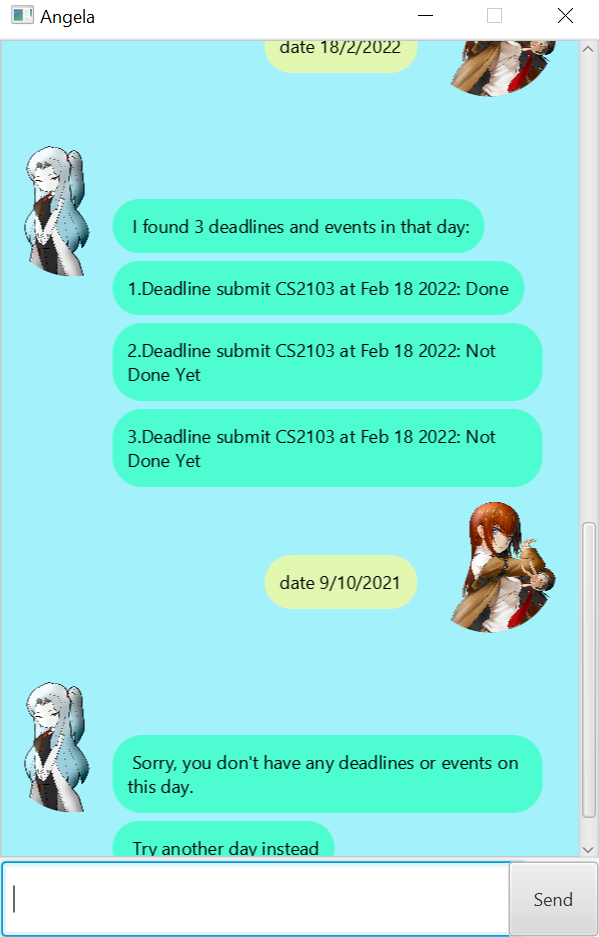 Angela
date 18/2/2022
I found 3 deadlines and events in that day:
1.Deadline submit CS2103 at Feb 18 2022: Done
2.Deadline submit CS2103 at Feb 18 2022: Not
Done Yet
3.Deadline submit CS2103 at Feb 18 2022: Not
Done Yet
date 9/10/2021
Sorry, you don't have any deadlines or events on
this day.
Try another day instead
Send